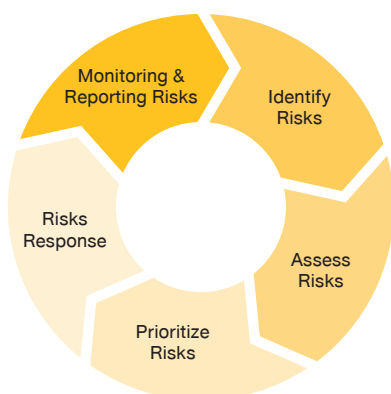 Monitoring &
Reporting Risks
Identify
Risks
Assess
Risks
Prioritize
Risks
Risks
Response